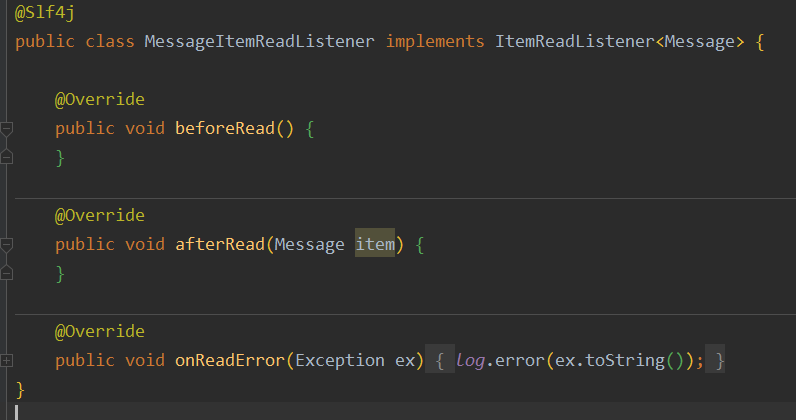 @Slf4j
public class MessageItemReadListener implements ItemReadListener<Message> {
@Override
public void beforeRead() {
}
@Override
public void afterRead(Message item) {
}
@Override
public void onReadError(Exception ex) { log.error(ex.toString()); }
}